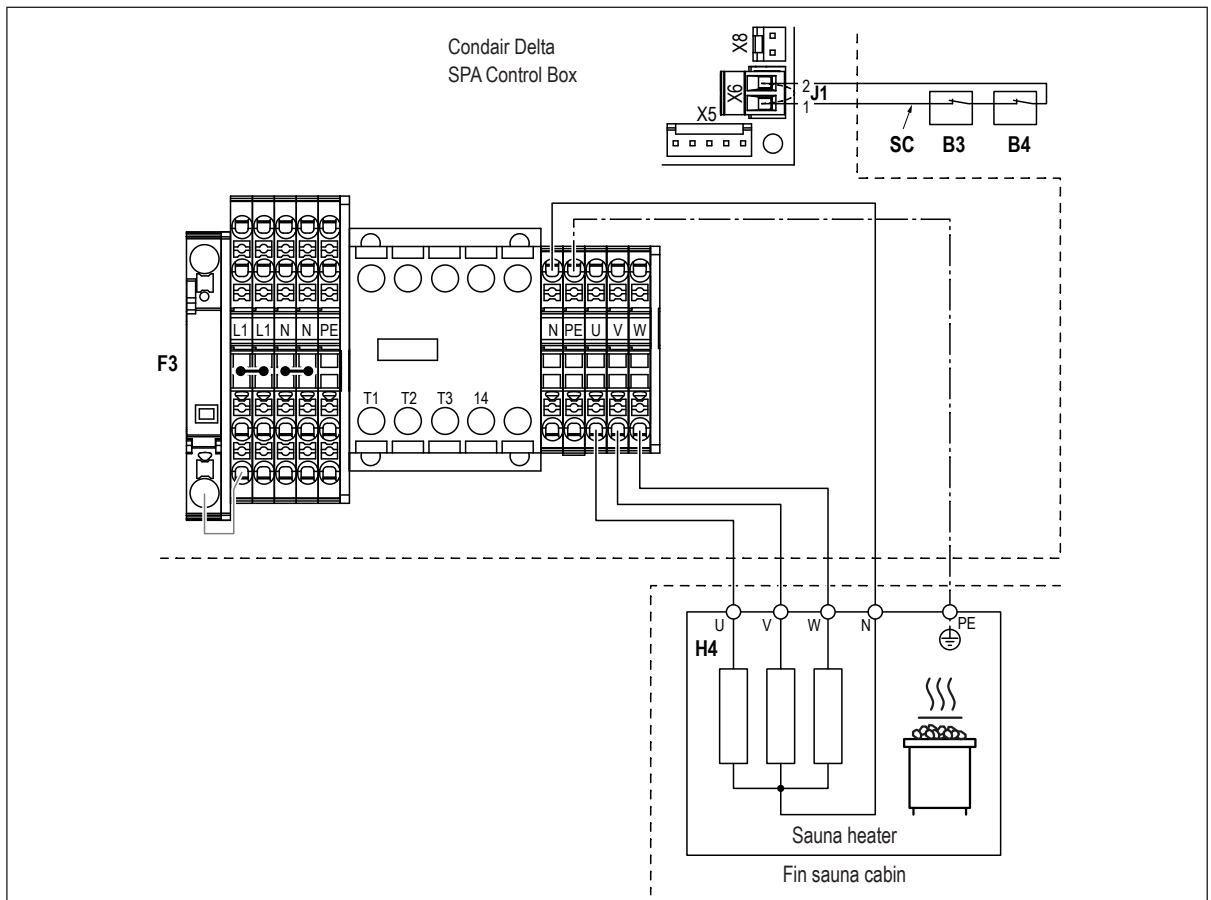 Condair Delta
SPA Control Box
X8
X6
2
J1
1
X5
SC B3 B4
F3
L1 L1 N N PE
N PE U V W
T1 T2 T3 14
U V W N PE
H4
Sauna heater
Fin sauna cabin